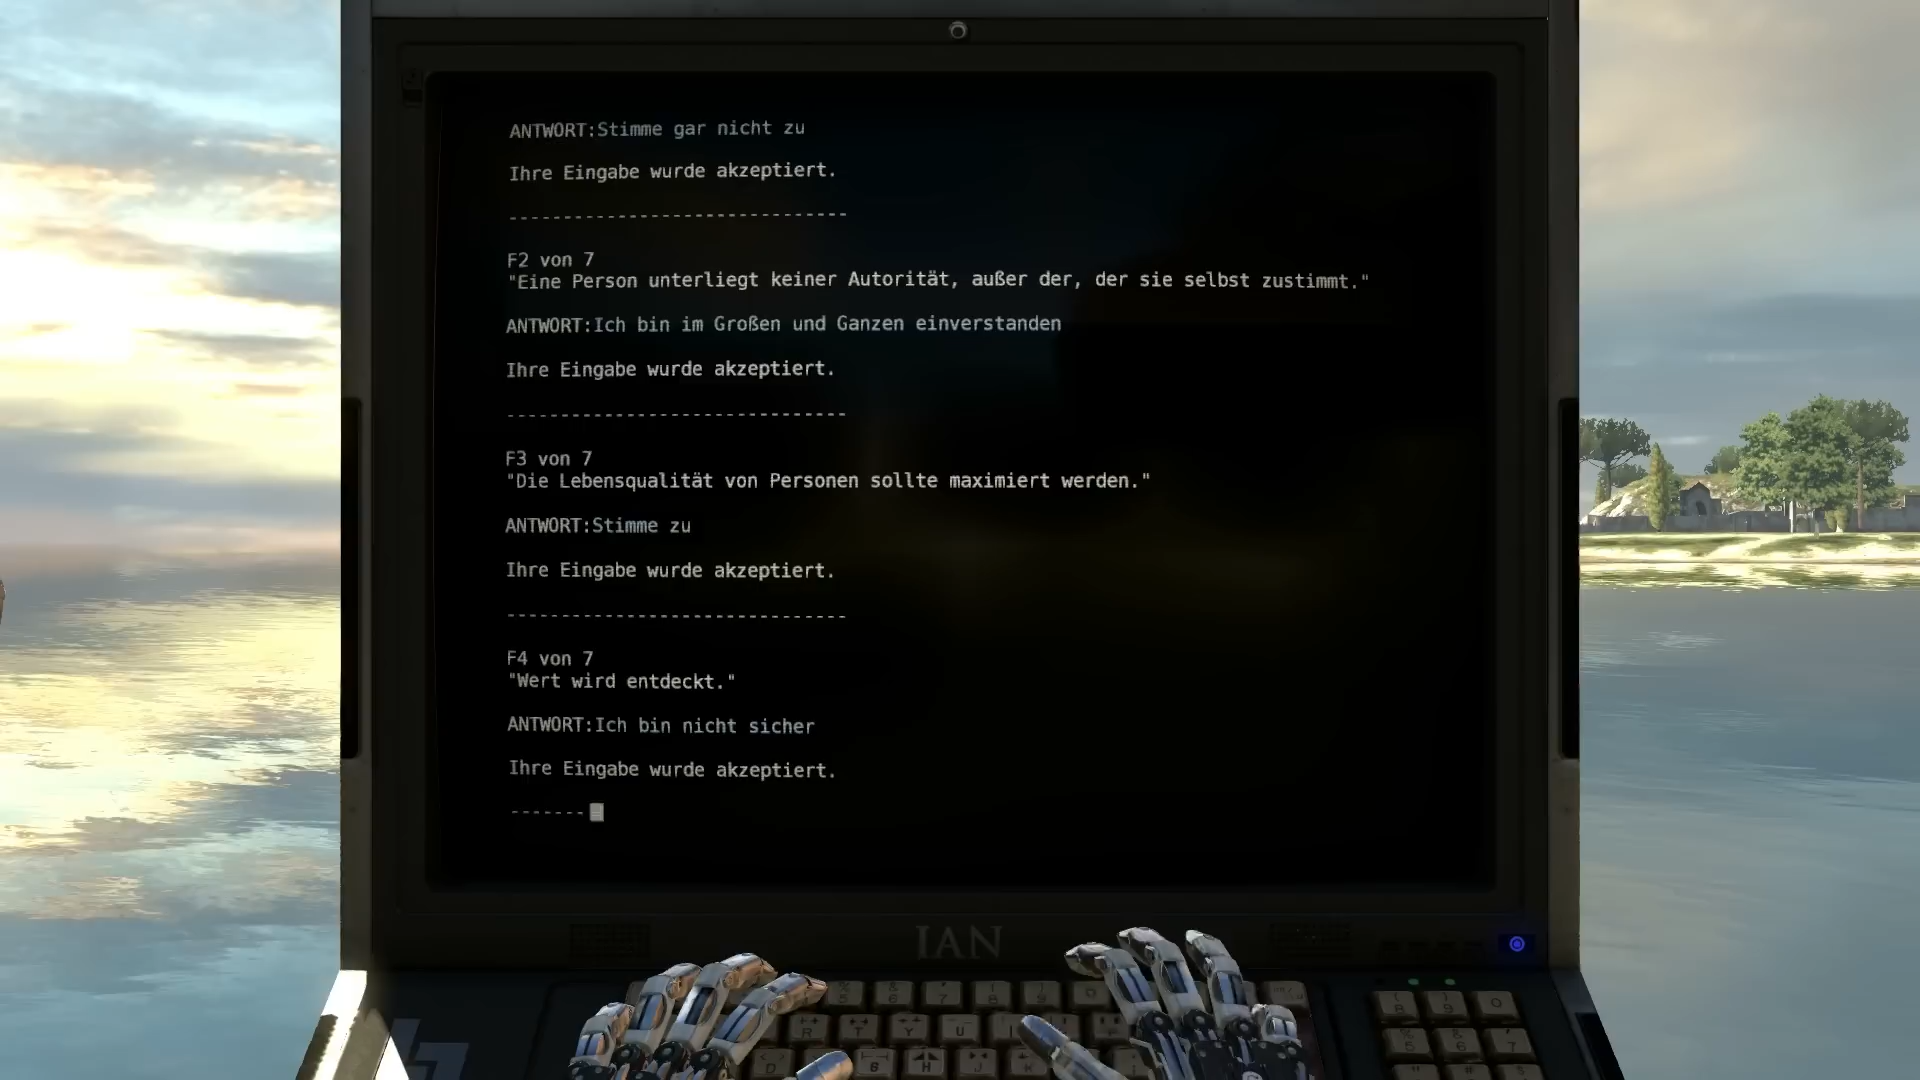 ANTWORT:Stimme gar nicht zu
Ihre Eingabe wurde akzeptiert.
-------------------------------
F2 von 7
"Eine Person unterliegt keiner Autorität, außer der, der sie selbst zustimmt."
ANTWORT:Ich bin im Großen und Ganzen einverstanden
Ihre Eingabe wurde akzeptiert.
-------------------------------
F3 von 7
"Die Lebensqualität von Personen sollte maximiert werden."
ANTWORT:Stimme zu
Ihre Eingabe wurde akzeptiert.
-------------------------------
F4 von 7
"Wert wird entdeckt."
ANTWORT:Ich bin nicht sicher
Ihre Eingabe wurde akzeptiert.
-------
IAN